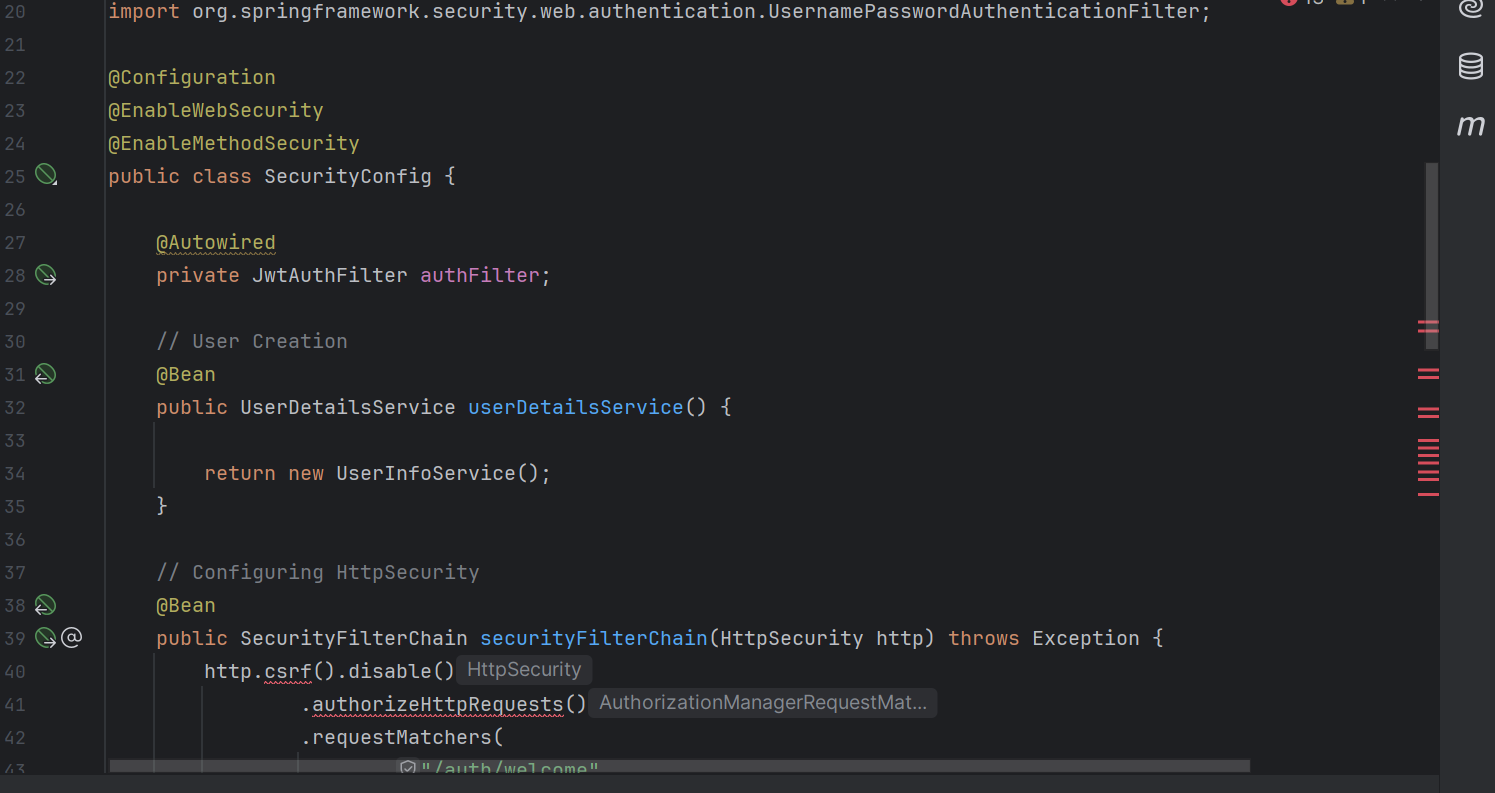 20 import org.springframework.security.web.authentication.UsernamePasswordAuthenticationFilter;
21
22 @Configuration
23 @EnableWebSecurity
24 @EnableMethodSecurity
25 public class SecurityConfig {
26
27 @Autowired
28 private JwtAuthFilter authFilter;
29
30 // User Creation
31 @Bean
32 public UserDetailsService userDetailsService() {
33
34 return new UserInfoService();
35 }
36
37 // Configuring HttpSecurity
38 @Bean
39 @ public SecurityFilterChain securityFilterChain(HttpSecurity http) throws Exception {
40 http.csrf().disable() HttpSecurity
41 .authorizeHttpRequests() AuthorizationManagerRequestMat...
42 .requestMatchers(
43 "/auth/welcome"
m